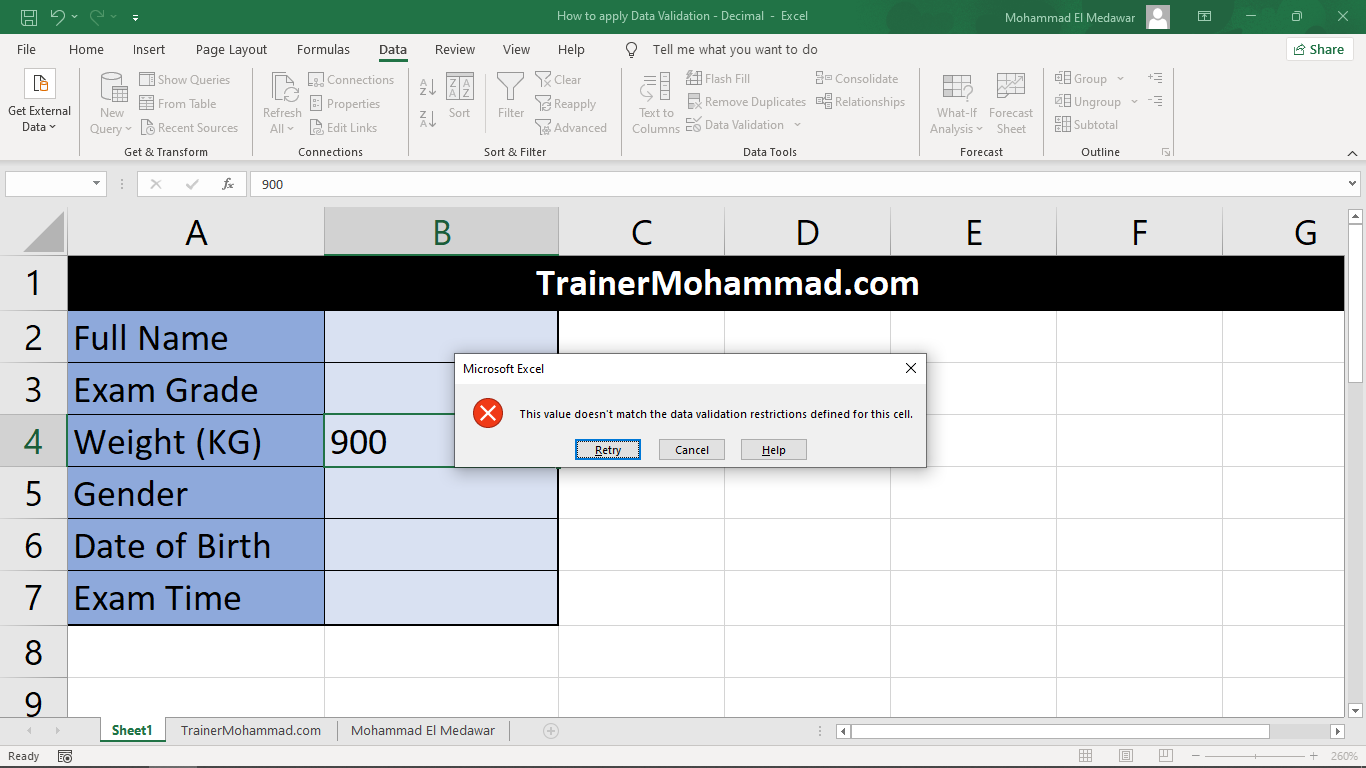 How to apply Data Validation - Decimal - Excel
Mohammad El Medawar
File Home Insert Page Layout Formulas Data Review View Help Tell me what you want to do Share
Get External Data
New Query
Show Queries
From Table
Recent Sources
Get & Transform
Refresh All
Connections
Properties
Edit Links
Connections
A Z
Z A
Z A A Z
Sort
Filter
Clear
Reapply
Advanced
Sort & Filter
Text to Columns
Flash Fill
Remove Duplicates
Data Validation
Consolidate
Relationships
Data Tools
What-If Analysis
Forecast Sheet
Forecast
Group
Ungroup
Subtotal
Outline
fx
900
A B C D E F G
1 TrainerMohammad.com
2 Full Name
3 Exam Grade
4 Weight (KG) 900
5 Gender
6 Date of Birth
7 Exam Time
8
9
Microsoft Excel
This value doesn't match the data validation restrictions defined for this cell.
Retry Cancel Help
Sheet1 TrainerMohammad.com Mohammad El Medawar
Ready
260%